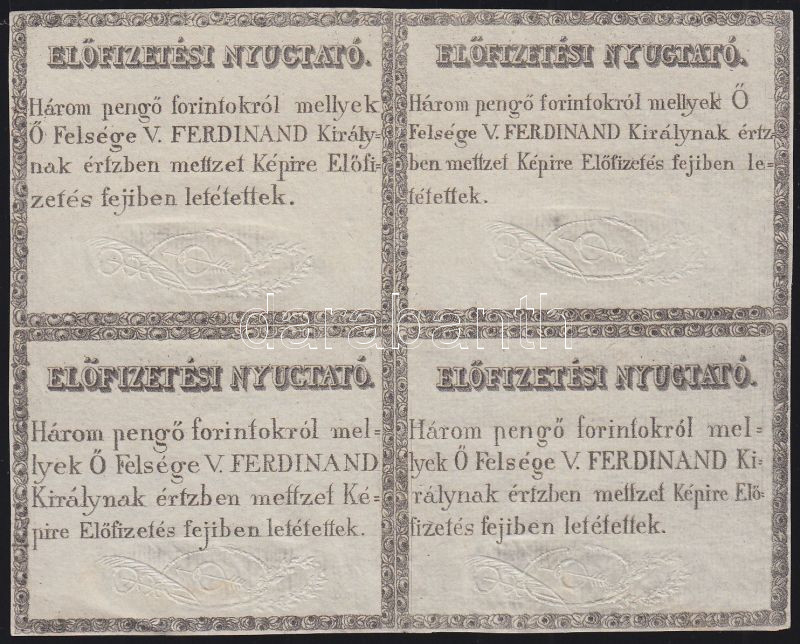 ELŐFIZETÉSI NYUGTATÓ.
Három pengő forintokról mellyek
Ő Felsége V. FERDINAND Király-
nak értzben mettzet Képire Előfi-
zetés fejiben letétettek.
ELŐFIZETÉSI NYUGTATÓ.
Három pengő forintokról mellyek Ő
Felsége V. FERDINAND Királynak értz-
ben mettzet Képire Előfizetés fejiben le=
tétettek.
ELŐFIZETÉSI NYUGTATÓ.
Három pengő forintokról mel=
lyek Ő Felsége V. FERDINAND
Királynak értzben mettzet Ké=
pire Előfizetés fejiben letétettek.
ELŐFIZETÉSI NYUGTATÓ.
Három pengő forintokról mel=
lyek Ő Felsége V. FERDINAND Ki-
rálynak értzben mettzet Képire Elő=
fizetés fejiben letétettek.
darabanth